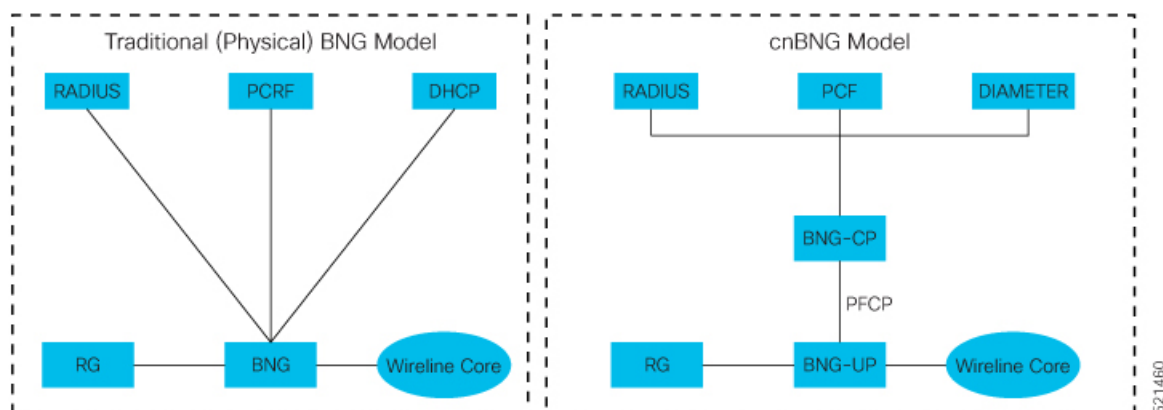 Traditional (Physical) BNG Model
RADIUS
PCRF
DHCP
RG
BNG
Wireline Core
cnBNG Model
RADIUS
PCF
DIAMETER
BNG-CP
PFCP
RG
BNG-UP
Wireline Core
521460